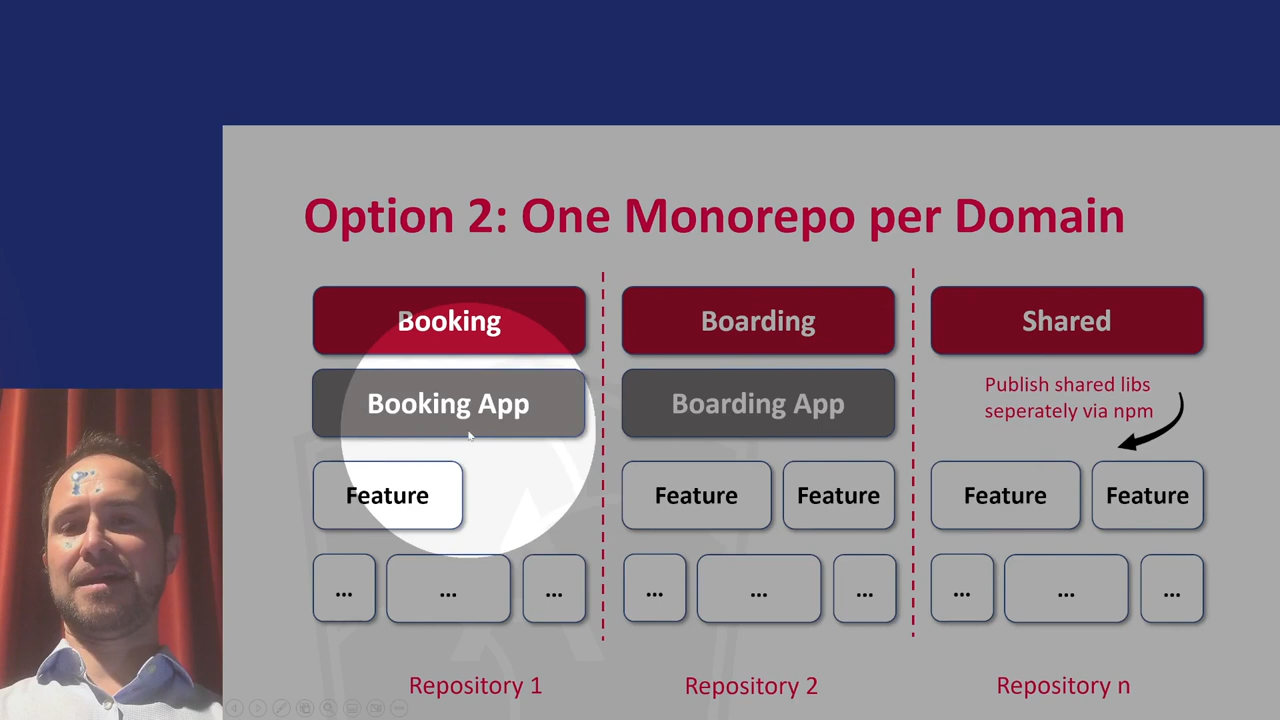 Option 2: One Monorepo per Domain
Booking
Boarding
Shared
Booking App
Boarding App
Publish shared libs
seperately via npm
Feature
Feature
Feature
Feature
Feature
...
...
...
...
...
...
...
...
...
Repository 1
Repository 2
Repository n